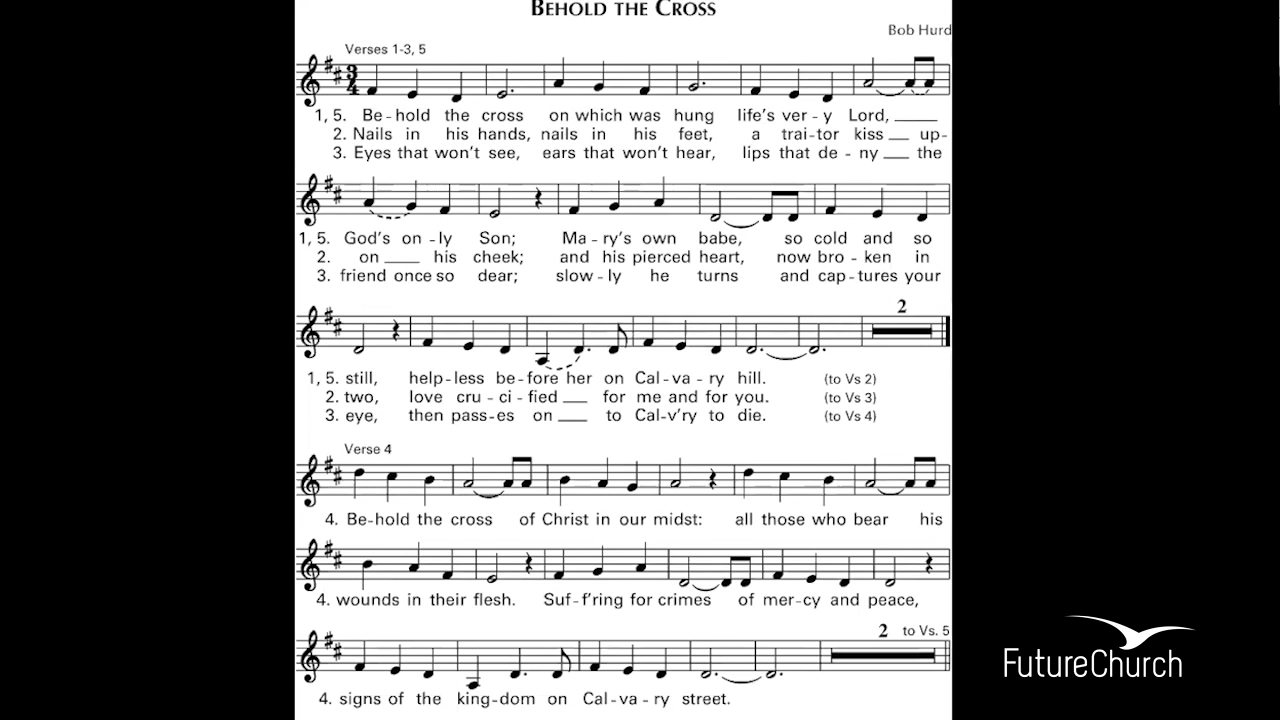 BEHOLD THE CROSS
Bob Hurd
Verses 1-3, 5
3
4
1, 5. Be - hold the cross on which was hung life's ver - y Lord, ____
2. Nails in his hands, nails in his feet, a trai - tor kiss ___ up-
3. Eyes that won't see, ears that won't hear, lips that de - ny ___ the
1, 5. God's on - ly Son; Ma - ry's own babe, so cold and so
2. on ____ his cheek; and his pierced heart, now bro - ken in
3. friend once so dear; slow - ly he turns and cap - tures your
2
1, 5. still, help - less be - fore her on Cal - va - ry hill. (to Vs 2)
2. two, love cru - ci - fied ___ for me and for you. (to Vs 3)
3. eye, then pass - es on ___ to Cal - v'ry to die. (to Vs 4)
Verse 4
4. Be - hold the cross of Christ in our midst: all those who bear his
4. wounds in their flesh. Suf - f'ring for crimes of mer - cy and peace,
2 to Vs. 5
4. signs of the king - dom on Cal - va - ry street.
FutureChurch